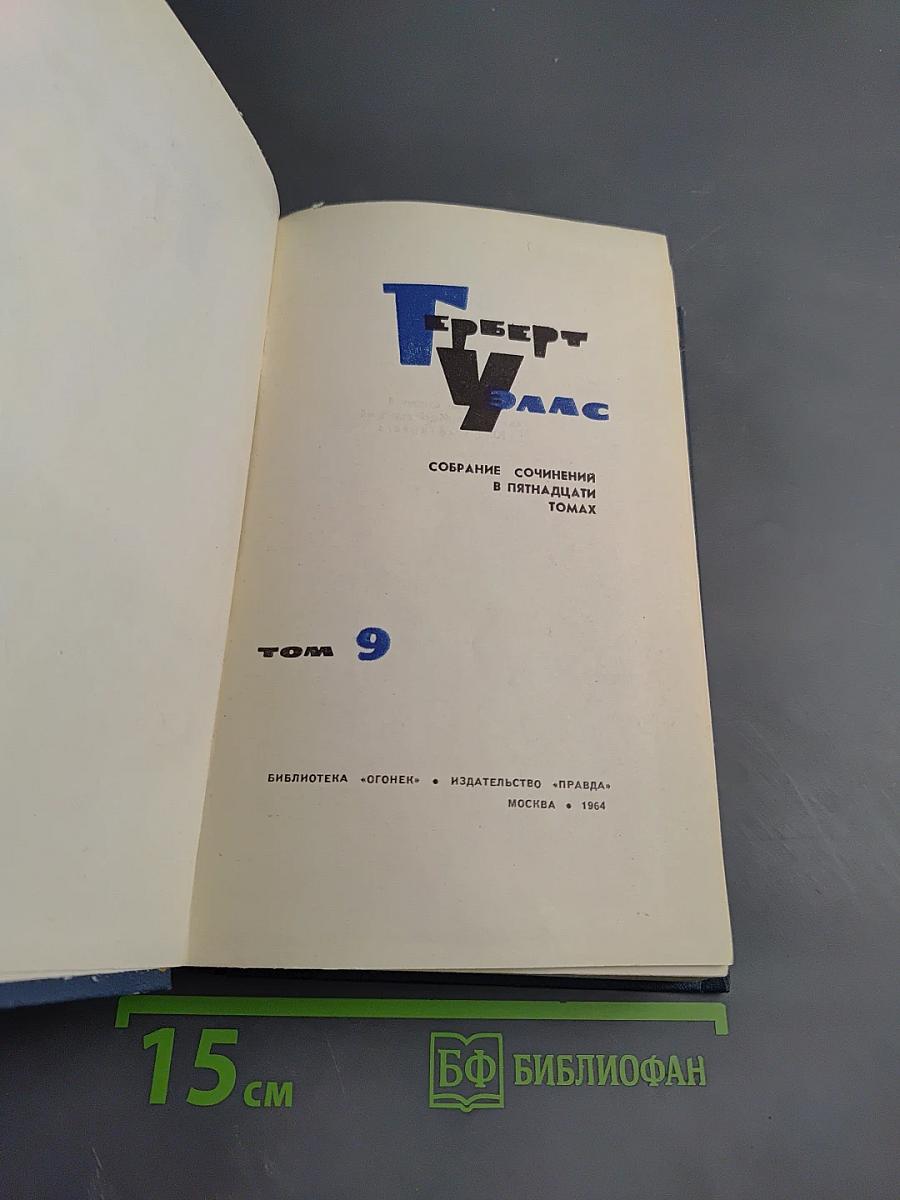 Герберт
Уэллс
СОБРАНИЕ СОЧИНЕНИЙ
В ПЯТНАДЦАТИ
ТОМАХ
ТОМ 9
БИБЛИОТЕКА «ОГОНЕК» • ИЗДАТЕЛЬСТВО «ПРАВДА»
МОСКВА • 1964
15 см
БФ БИБЛИОФАН